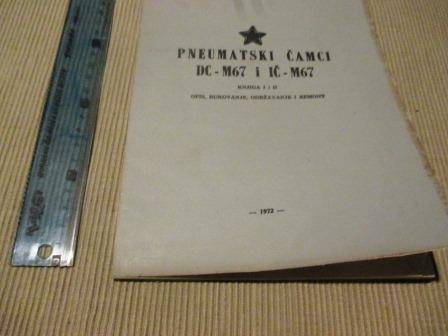 PNEUMATSKI ČAMCI
DC - M67 i IČ - M67
KNJIGA I i II
OPIS, RUKOVANJE, ODRŽAVANJE I REMONT
— 1972 —